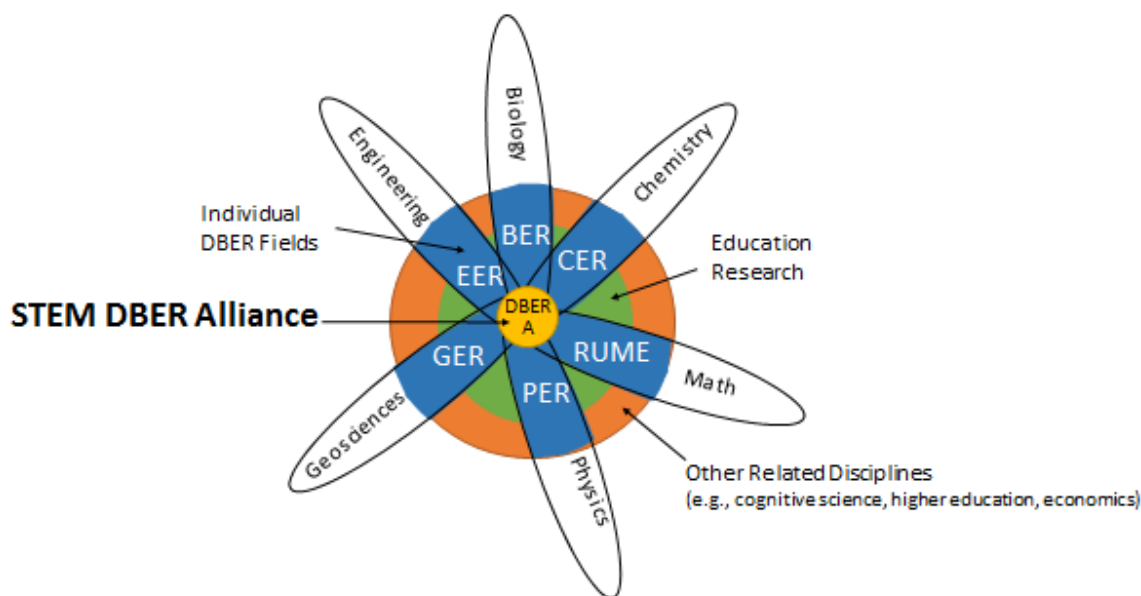 Biology
Engineering
Chemistry
Individual
DBER Fields
BER
CER
EER
Education
Research
STEM DBER Alliance
DBER
A
GER
RUME
PER
Math
Geosciences
Physics
Other Related Disciplines
(e.g., cognitive science, higher education, economics)